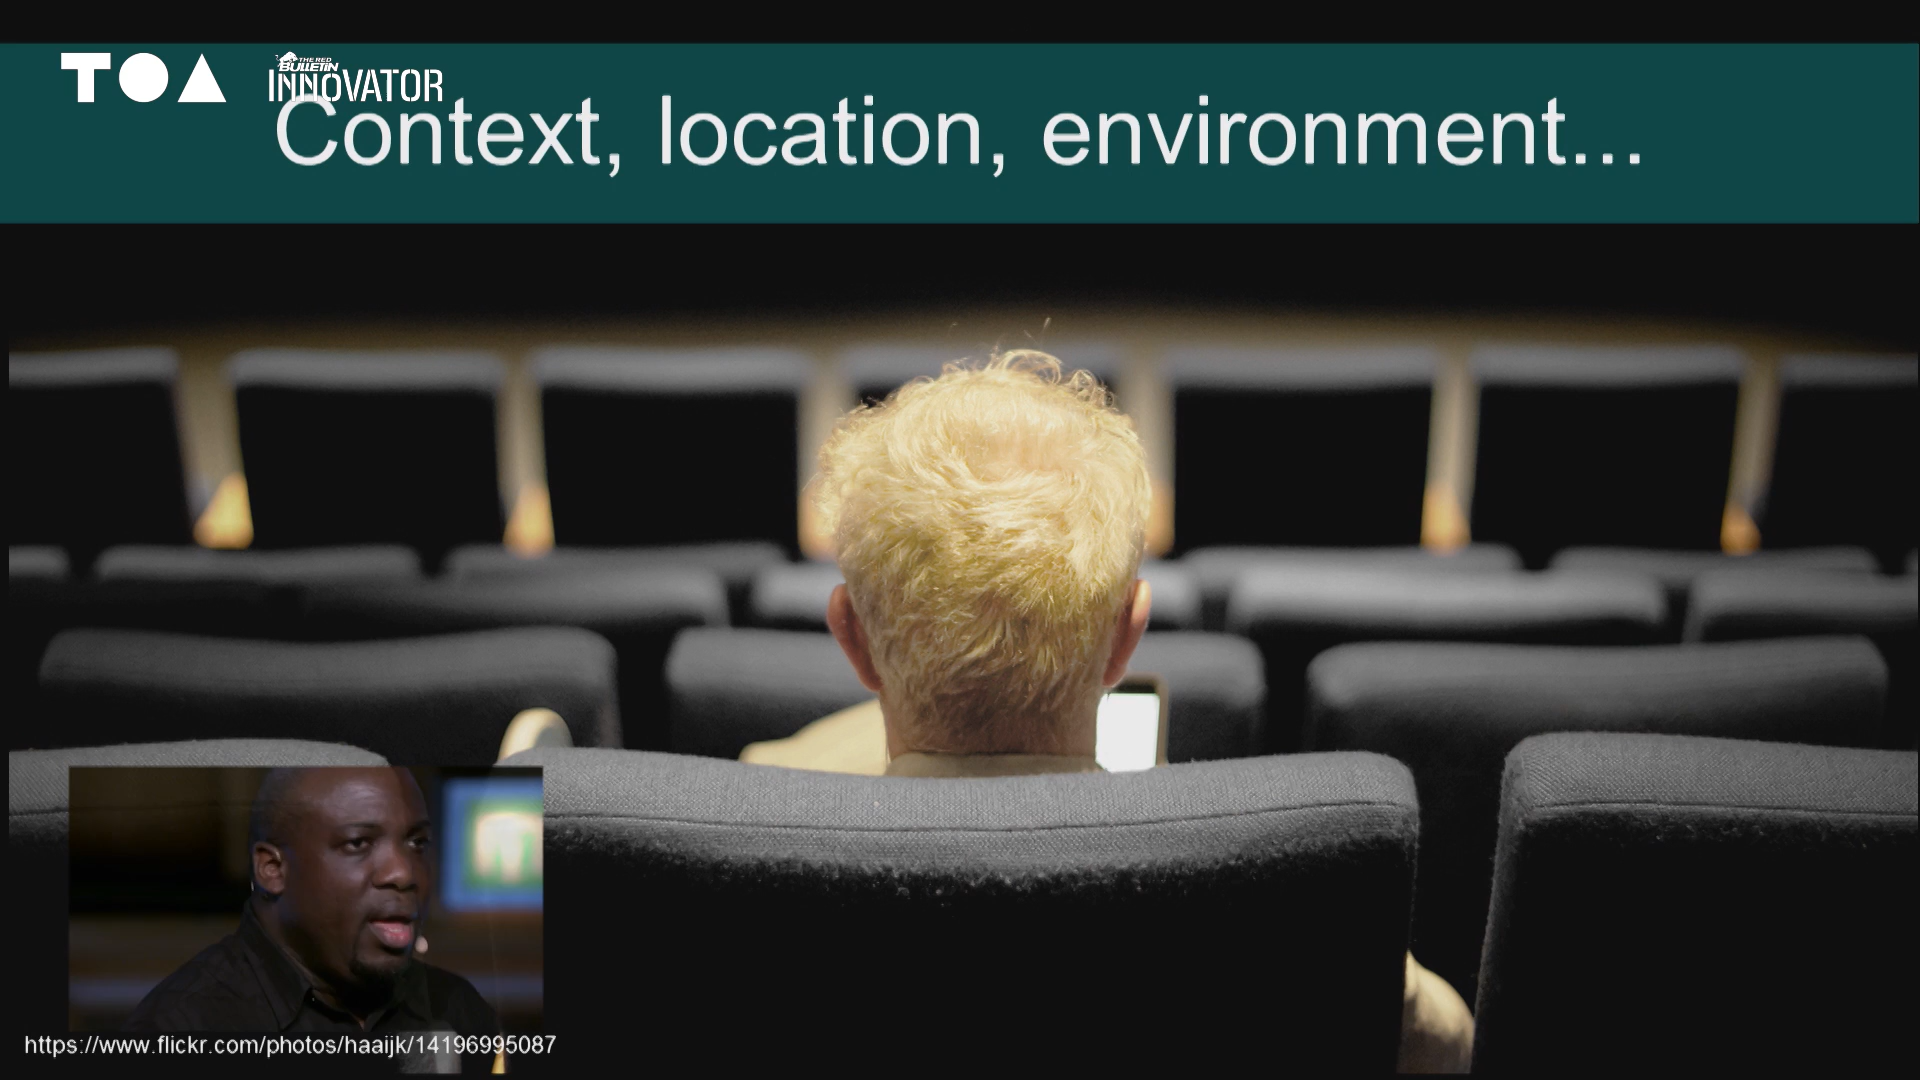 TOA
THE RED
BULLETIN
INNOVATOR
Context, location, environment...
https://www.flickr.com/photos/haaijk/14196995087